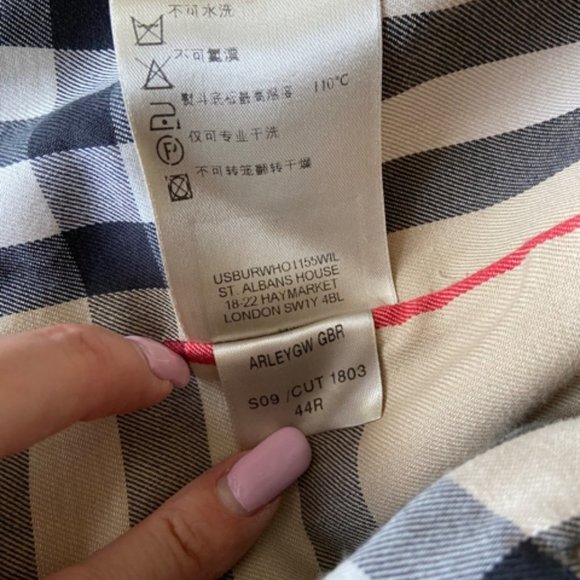 不可水洗
不可氯漂
熨斗底板最高温度 110°C
P
仅可专业干洗
不可转笼翻转干燥
USBURWHO1155WIL
ST. ALBANS HOUSE
18-22 HAYMARKET
LONDON SW1Y 4BL
ARLEYGW GBR
S09 /CUT 1803
44R